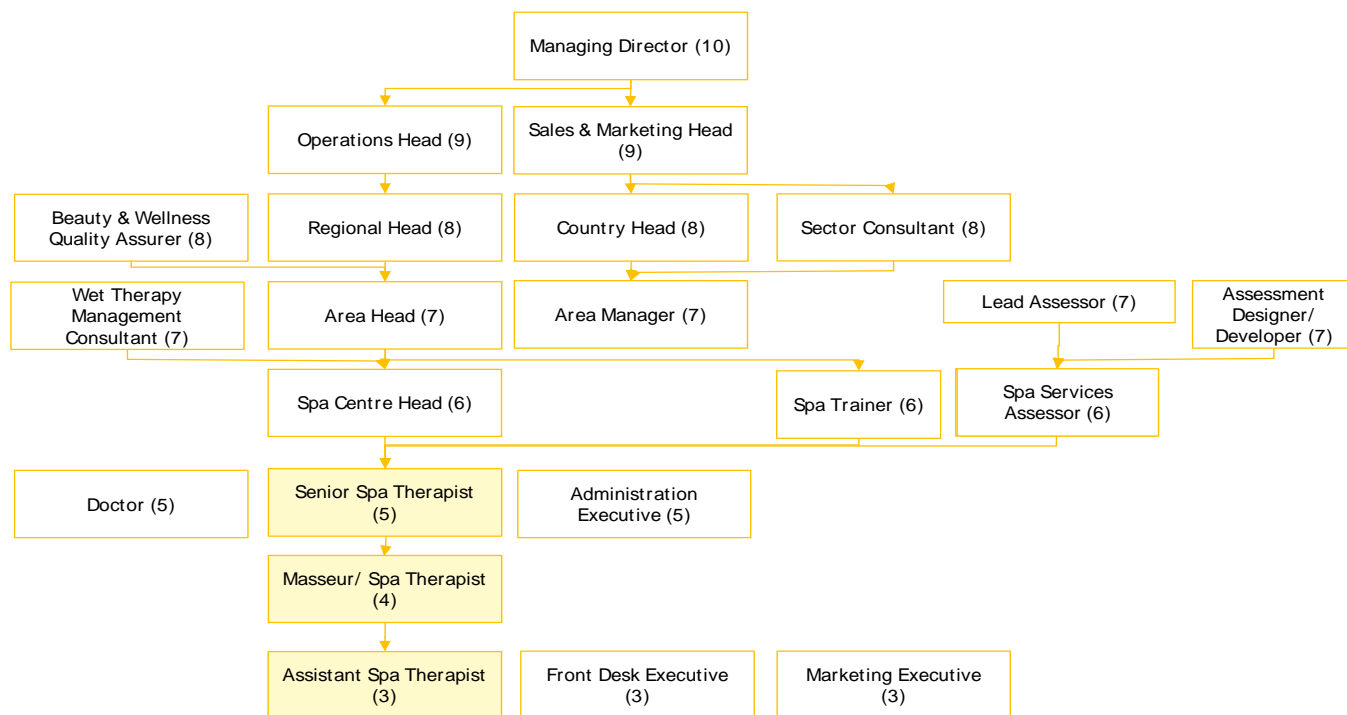 Managing Director (10)
Operations Head (9)
Sales & Marketing Head
(9)
Beauty & Wellness
Quality Assurer (8)
Regional Head (8)
Country Head (8)
Sector Consultant (8)
Wet Therapy
Management
Consultant (7)
Area Head (7)
Area Manager (7)
Lead Assessor (7)
Assessment
Designer/
Developer (7)
Spa Centre Head (6)
Spa Trainer (6)
Spa Services
Assessor (6)
Doctor (5)
Senior Spa Therapist
(5)
Administration
Executive (5)
Masseur/ Spa Therapist
(4)
Assistant Spa Therapist
(3)
Front Desk Executive
(3)
Marketing Executive
(3)